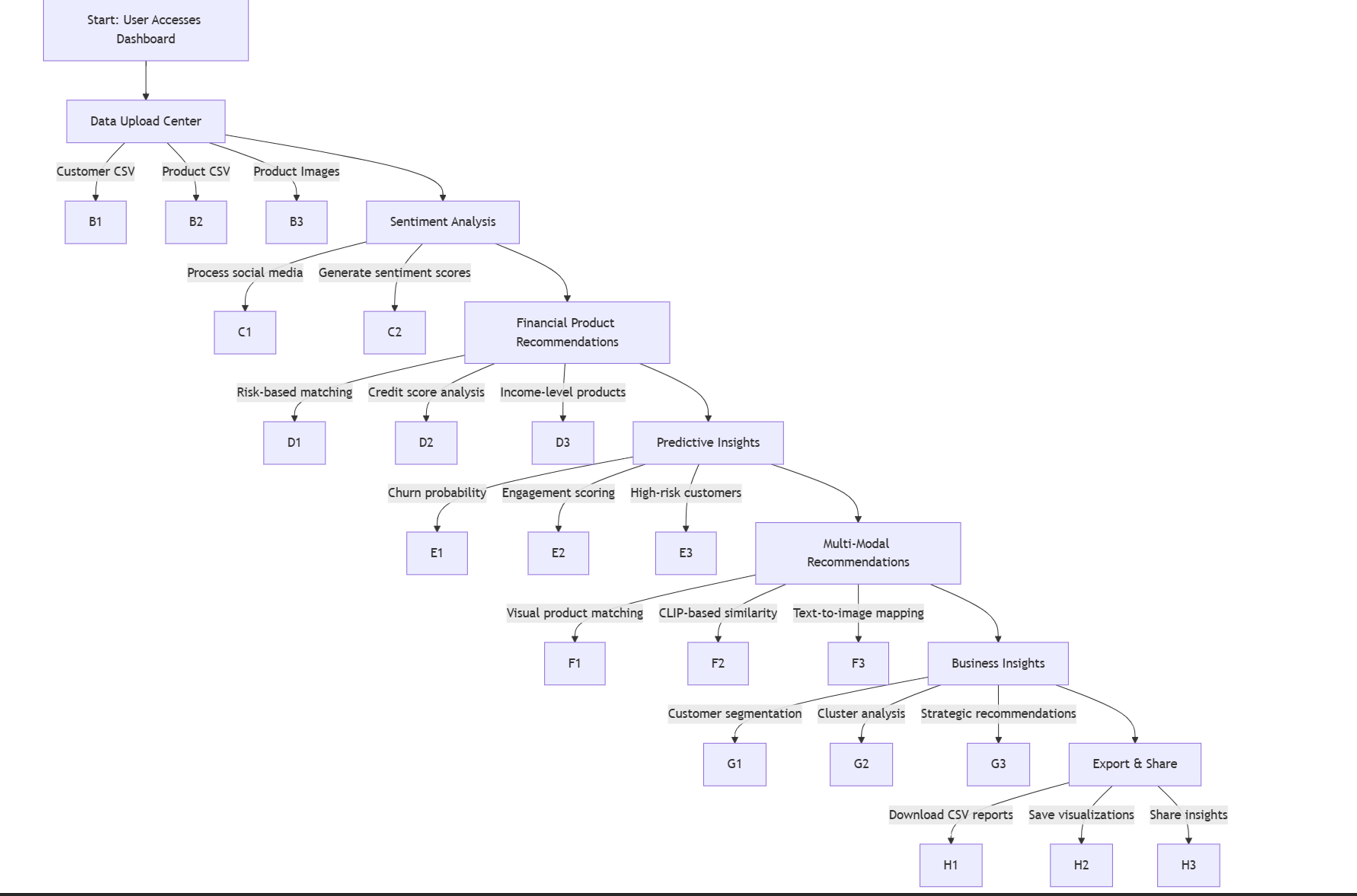 Start: User Accesses
Dashboard
Data Upload Center
Customer CSV
Product CSV
Product Images
B1
B2
B3
Sentiment Analysis
Process social media
Generate sentiment scores
C1
C2
Financial Product
Recommendations
Risk-based matching
Credit score analysis
Income-level products
D1
D2
D3
Predictive Insights
Churn probability
Engagement scoring
High-risk customers
E1
E2
E3
Multi-Modal
Recommendations
Visual product matching
CLIP-based similarity
Text-to-image mapping
F1
F2
F3
Business Insights
Customer segmentation
Cluster analysis
Strategic recommendations
G1
G2
G3
Export & Share
Download CSV reports
Save visualizations
Share insights
H1
H2
H3